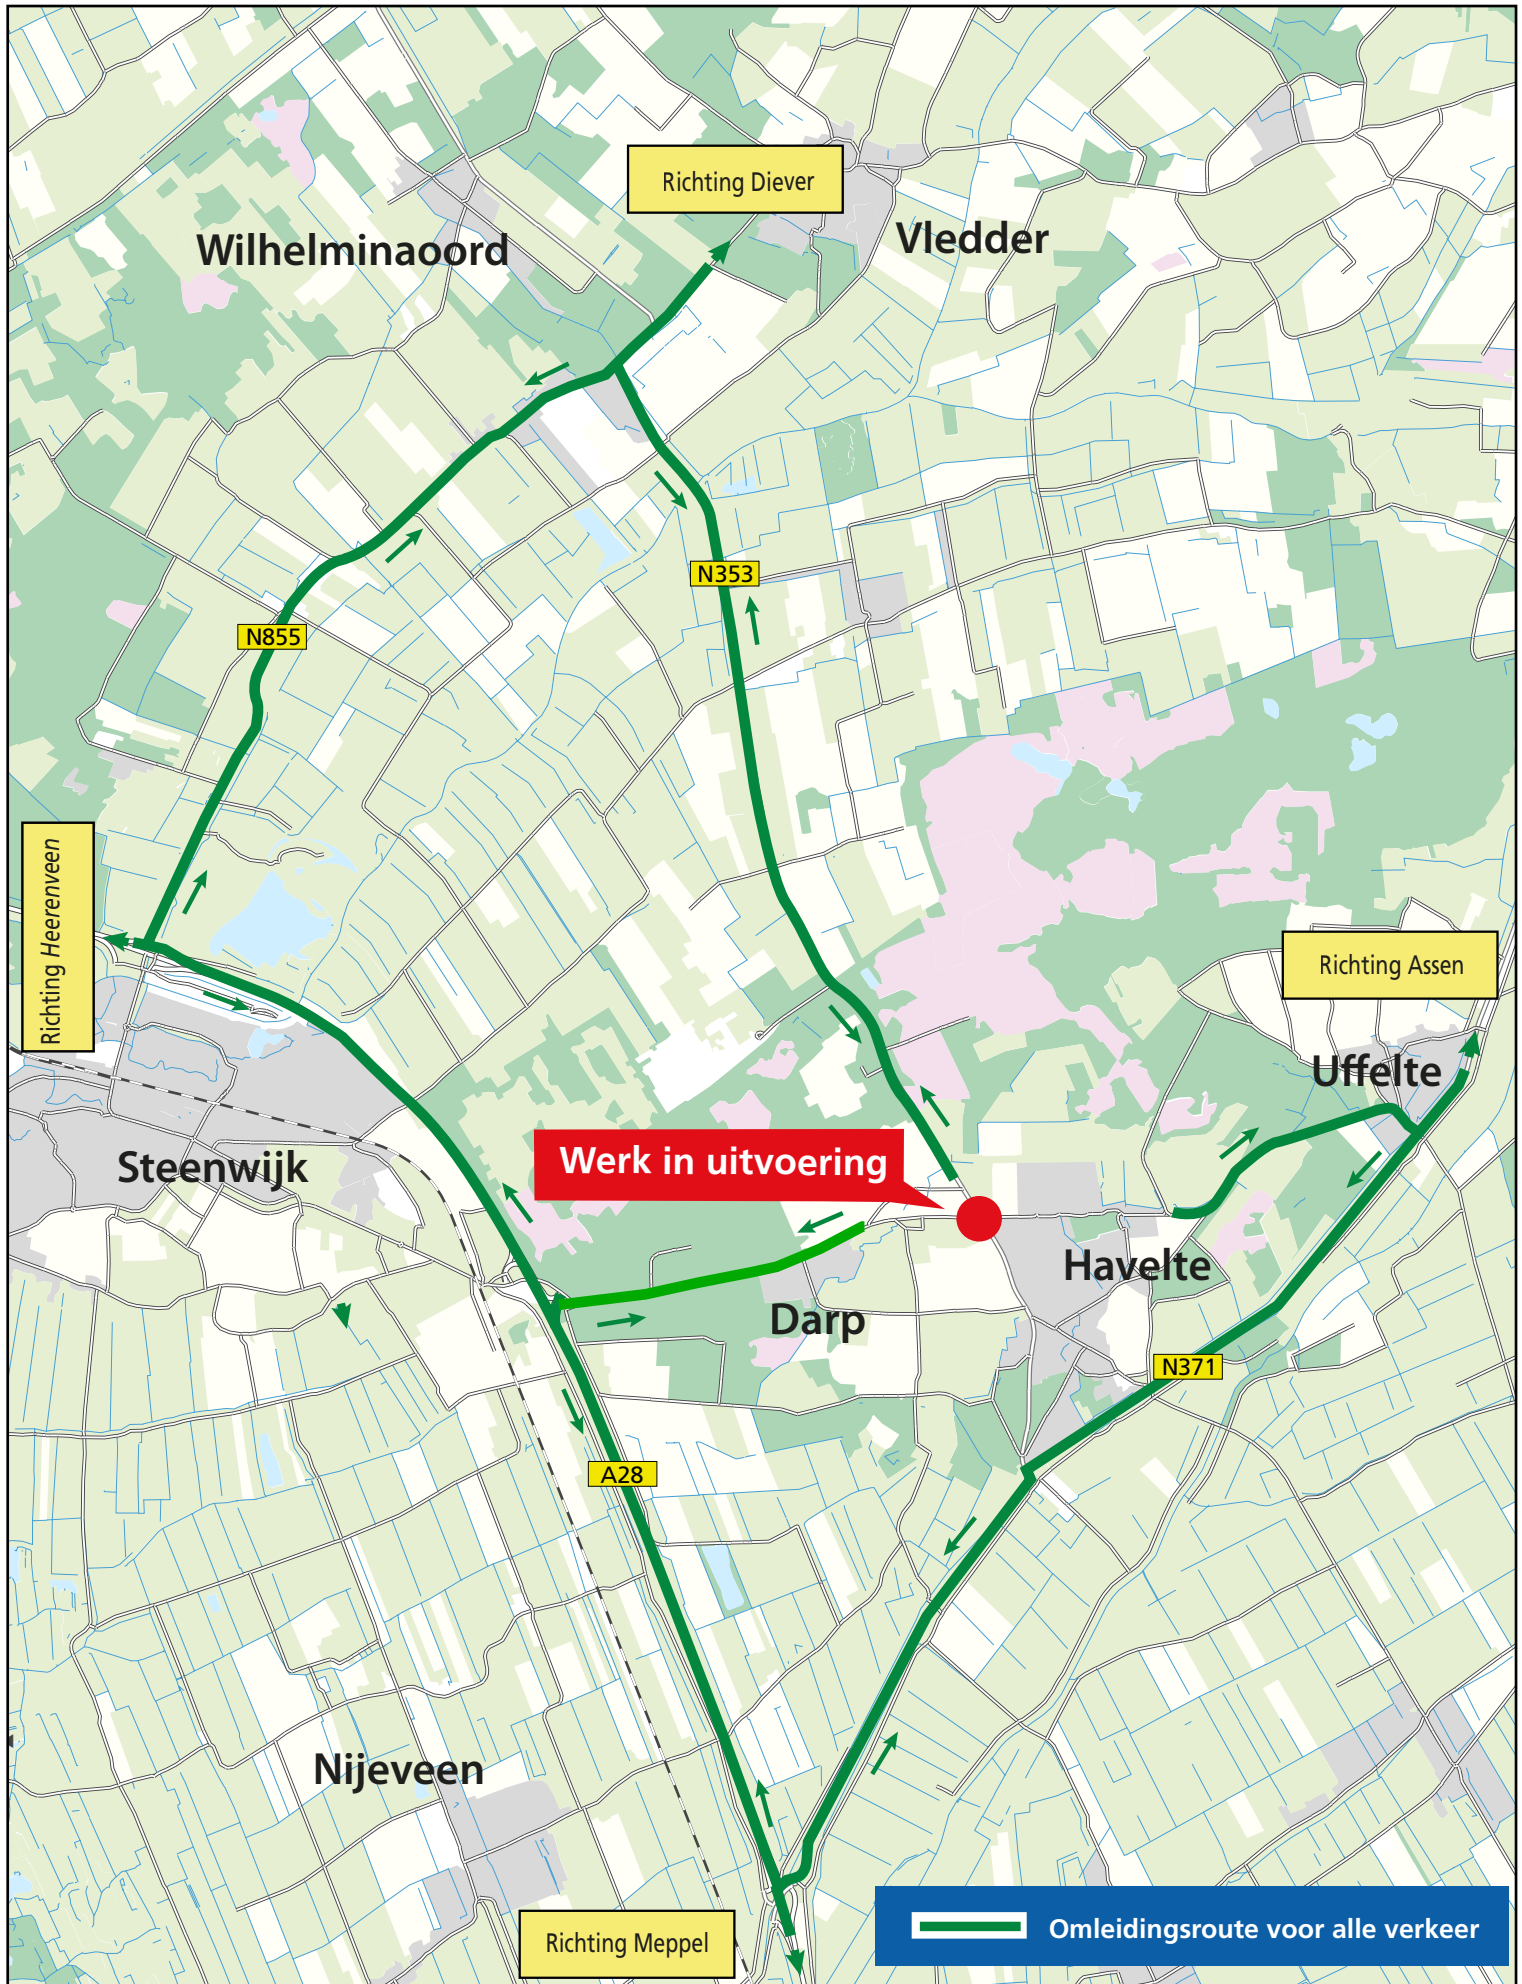 Richting Diever
Vledder
Wilhelminaoord
N353
N855
Richting Heerenveen
Richting Assen
Uffelte
Werk in uitvoering
Steenwijk
Havelte
Darp
N371
A28
Nijeveen
Richting Meppel
Omleidingsroute voor alle verkeer